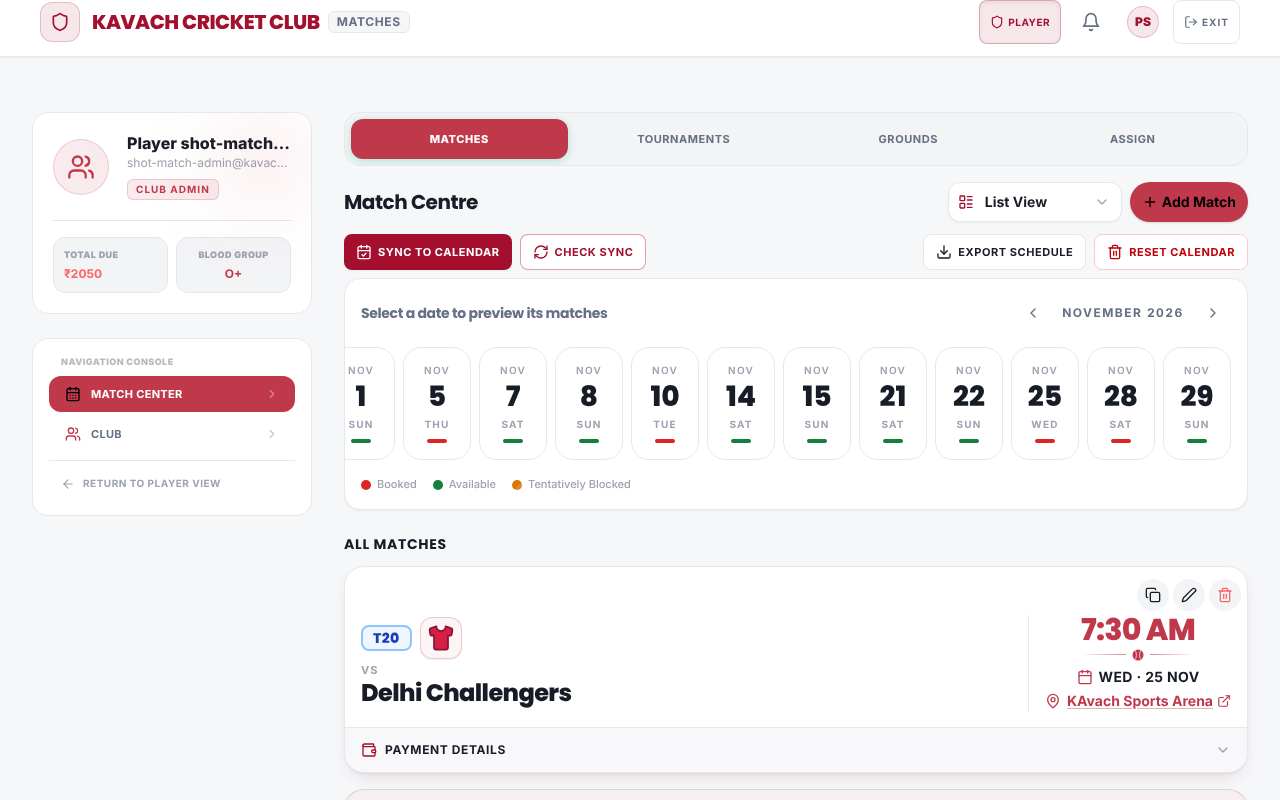 KAVACH CRICKET CLUB MATCHES
PLAYER
PS
EXIT
Player shot-match...
shot-match-admin@kavac...
CLUB ADMIN
TOTAL DUE
₹2050
BLOOD GROUP
O+
NAVIGATION CONSOLE
MATCH CENTER
CLUB
RETURN TO PLAYER VIEW
MATCHES TOURNAMENTS GROUNDS ASSIGN
Match Centre
List View
Add Match
SYNC TO CALENDAR
CHECK SYNC
EXPORT SCHEDULE
RESET CALENDAR
Select a date to preview its matches
NOVEMBER 2026
NOV NOV NOV NOV NOV NOV NOV NOV NOV NOV NOV NOV
1 5 7 8 10 14 15 21 22 25 28 29
SUN THU SAT SUN TUE SAT SUN SAT SUN WED SAT SUN
Booked Available Tentatively Blocked
ALL MATCHES
T20
VS
Delhi Challengers
7:30 AM
WED · 25 NOV
KAvach Sports Arena
PAYMENT DETAILS